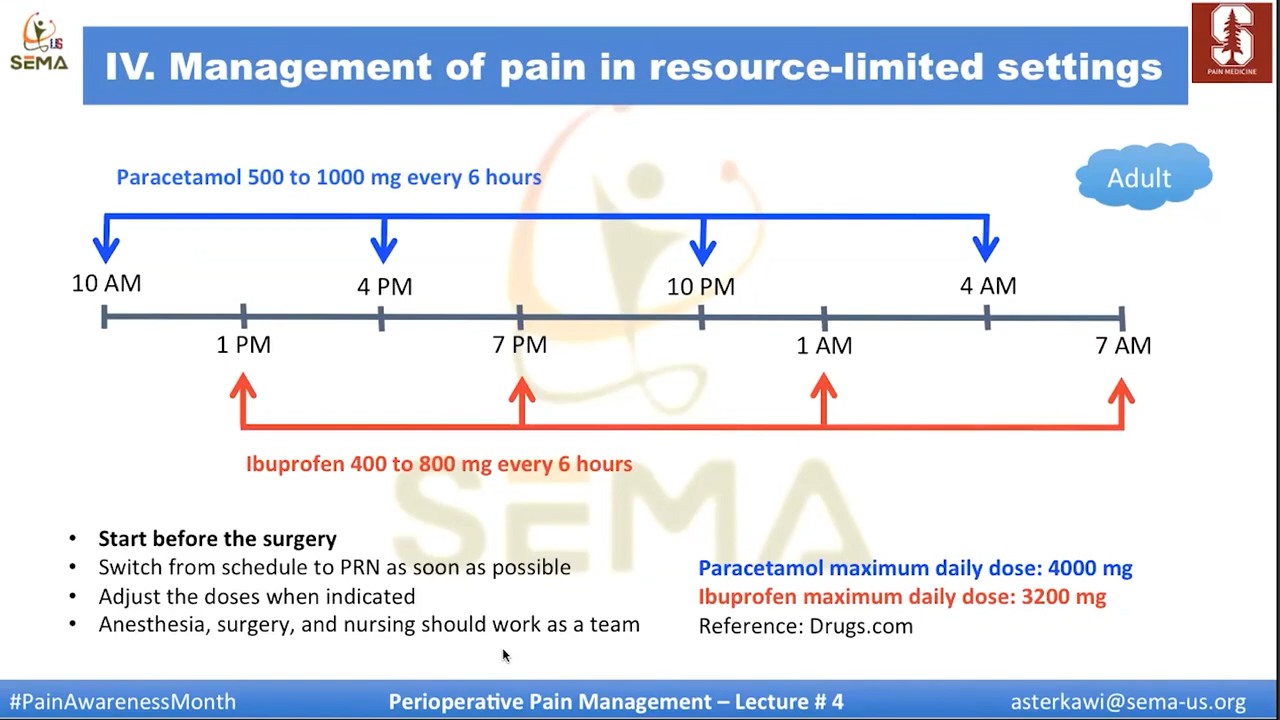 US
SEMA
IV. Management of pain in resource-limited settings
S
PAIN MEDICINE
Paracetamol 500 to 1000 mg every 6 hours
Adult
10 AM
4 PM
10 PM
4 AM
1 PM
7 PM
1 AM
7 AM
Ibuprofen 400 to 800 mg every 6 hours
SEMA
• Start before the surgery
• Switch from schedule to PRN as soon as possible
• Adjust the doses when indicated
• Anesthesia, surgery, and nursing should work as a team
Paracetamol maximum daily dose: 4000 mg
Ibuprofen maximum daily dose: 3200 mg
Reference: Drugs.com
#PainAwarenessMonth
Perioperative Pain Management – Lecture # 4
asterkawi@sema-us.org